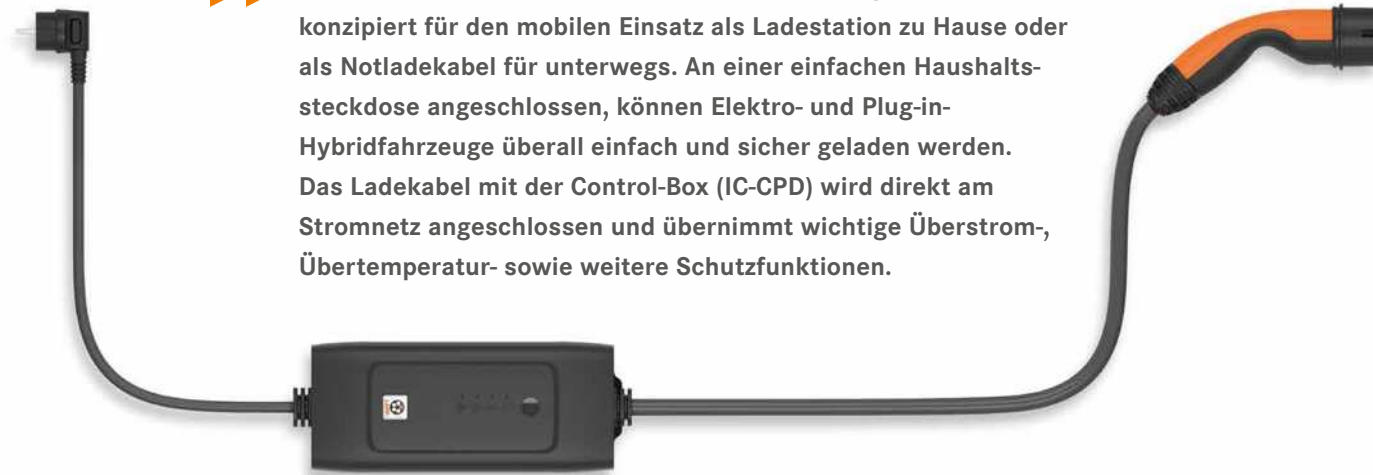 konzipiert für den mobilen Einsatz als Ladestation zu Hause oder
als Notladekabel für unterwegs. An einer einfachen Haushalts-
steckdose angeschlossen, können Elektro- und Plug-in-
Hybridfahrzeuge überall einfach und sicher geladen werden.
Das Ladekabel mit der Control-Box (IC-CPD) wird direkt am
Stromnetz angeschlossen und übernimmt wichtige Überstrom-,
Übertemperatur- sowie weitere Schutzfunktionen.